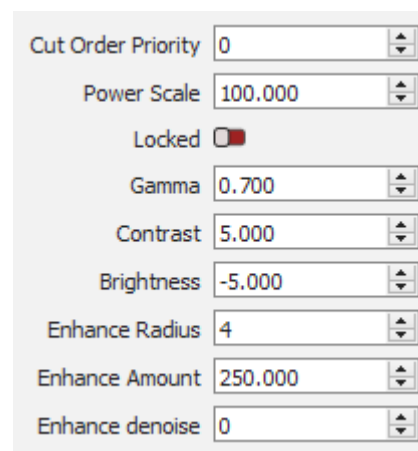 Cut Order Priority 0
Power Scale 100.000
Locked
Gamma 0.700
Contrast 5.000
Brightness -5.000
Enhance Radius 4
Enhance Amount 250.000
Enhance denoise 0